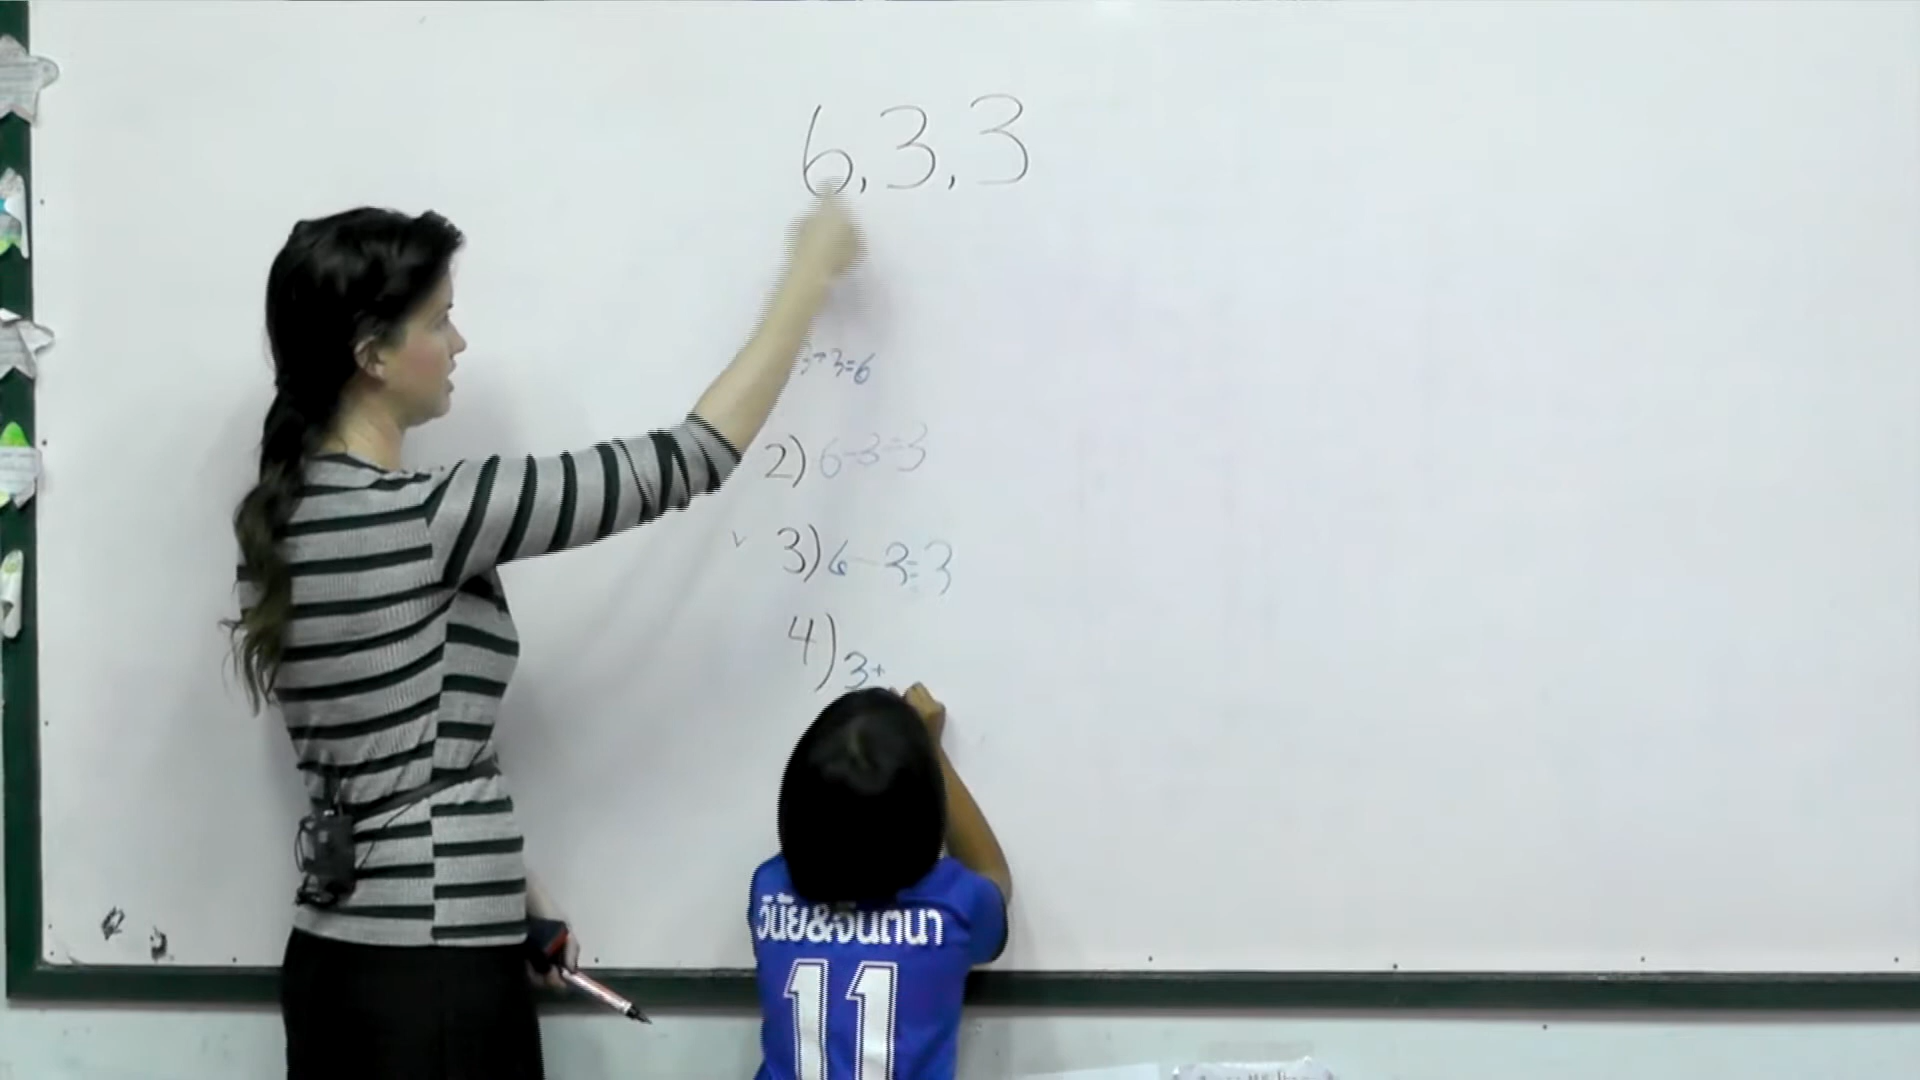 6, 3, 3
3+3=6
2) 6-3=3
3) 6-3=3
4) 3+
วินัย&จินตนา
11